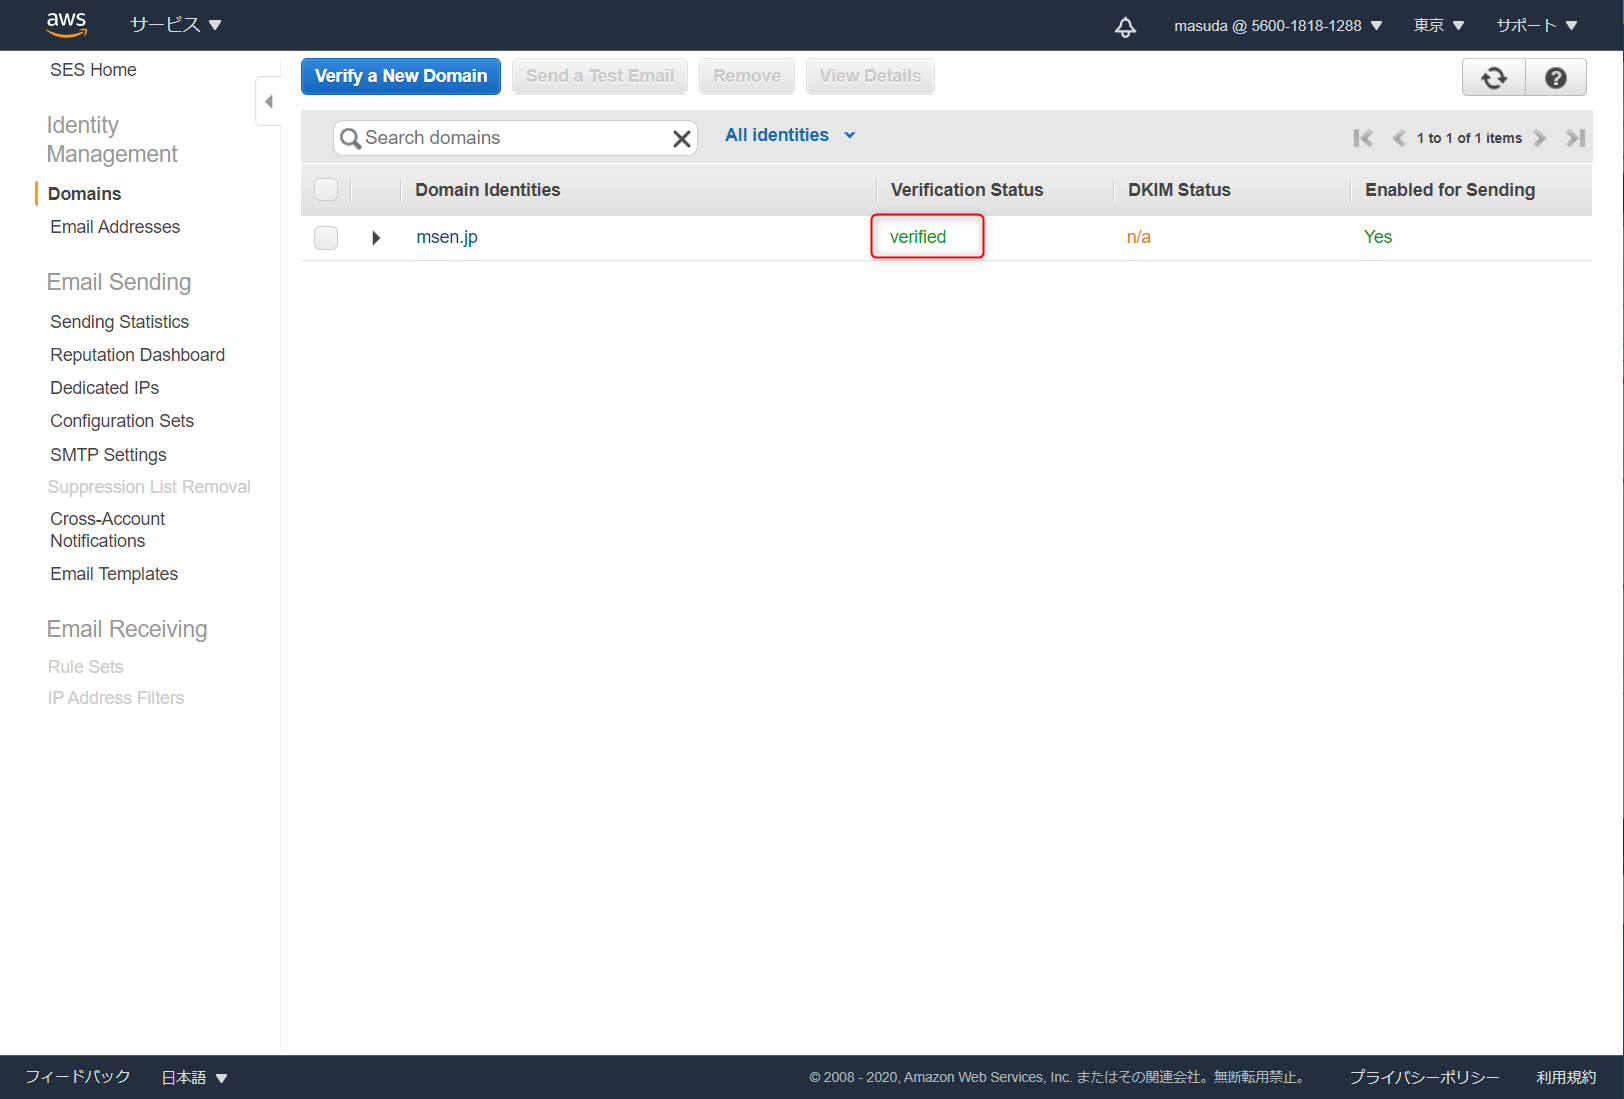 aws サービス masuda @ 5600-1818-1288 東京 サポート
SES Home
Identity
Management
Domains
Email Addresses
Email Sending
Sending Statistics
Reputation Dashboard
Dedicated IPs
Configuration Sets
SMTP Settings
Suppression List Removal
Cross-Account
Notifications
Email Templates
Email Receiving
Rule Sets
IP Address Filters
Verify a New Domain Send a Test Email Remove View Details
Search domains All identities 1 to 1 of 1 items
Domain Identities Verification Status DKIM Status Enabled for Sending
msen.jp verified n/a Yes
フィードバック 日本語 © 2008 - 2020, Amazon Web Services, Inc. またはその関連会社。無断転用禁止。 プライバシーポリシー 利用規約